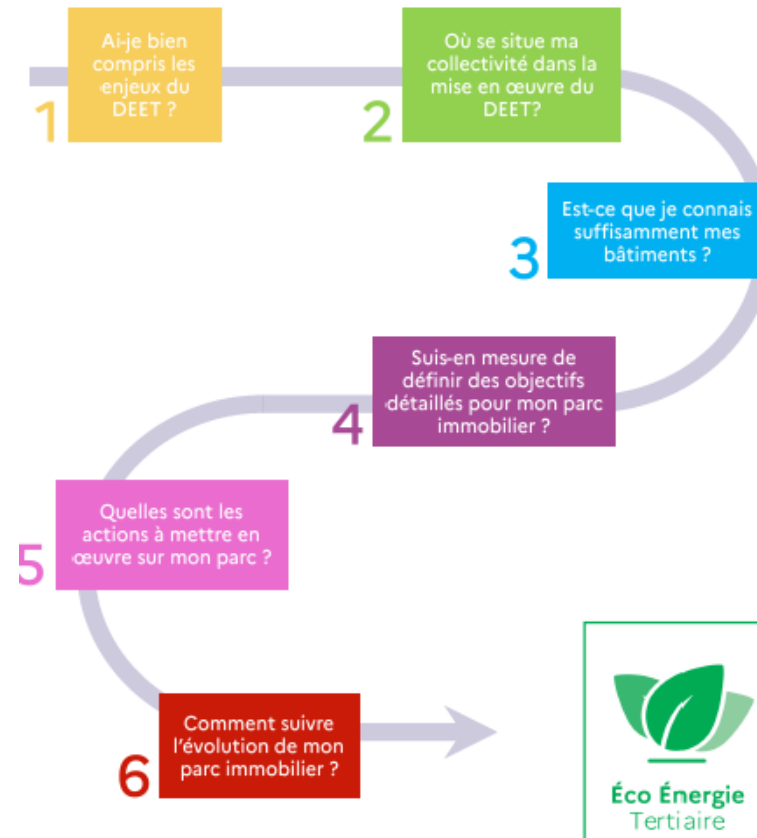 Ai-je bien
compris les
enjeux du
DEET ?
1
Où se situe ma
collectivité dans la
mise en œuvre du
DEET?
2
Est-ce que je connais
suffisamment mes
bâtiments ?
3
Suis-en mesure de
définir des objectifs
détaillés pour mon parc
immobilier ?
4
Quelles sont les
actions à mettre en
œuvre sur mon parc ?
5
Comment suivre
l'évolution de mon
parc immobilier ?
6
Éco Énergie
Tertiaire